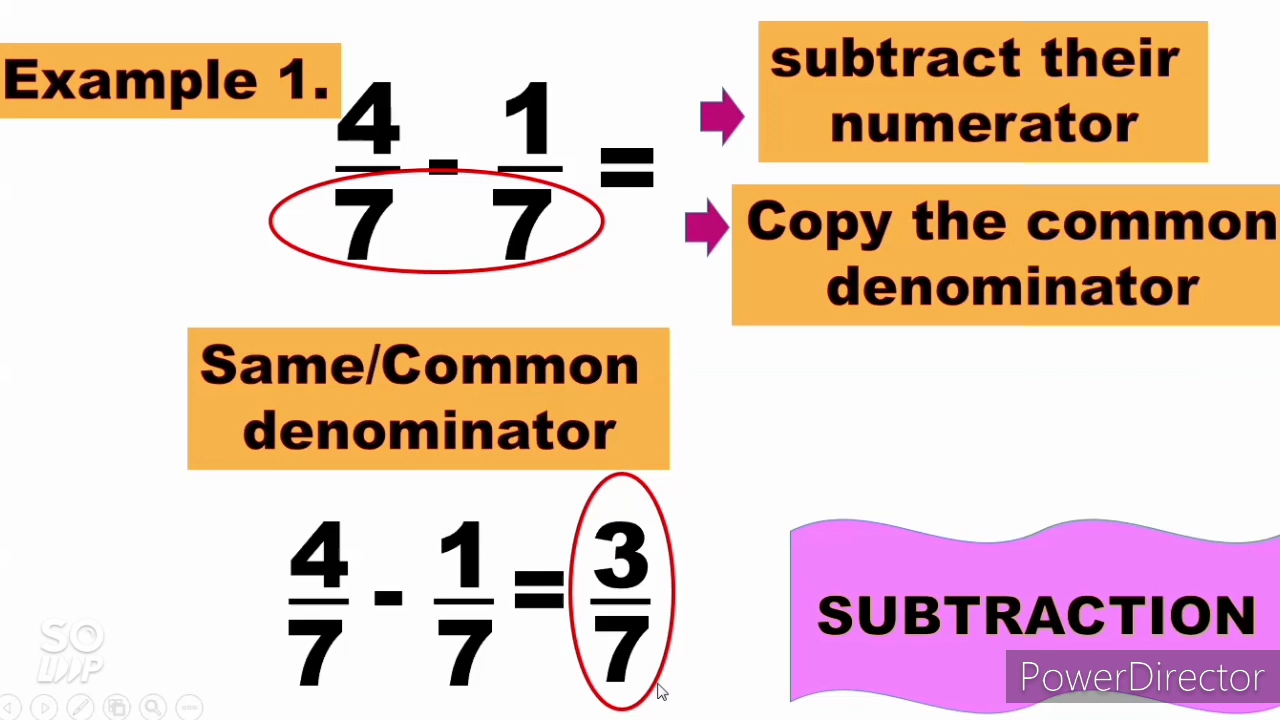 Example 1.
4/7 - 1/7 =
subtract their
numerator
Copy the common
denominator
Same/Common
denominator
4/7 - 1/7 = 3/7
SUBTRACTION
PowerDirector